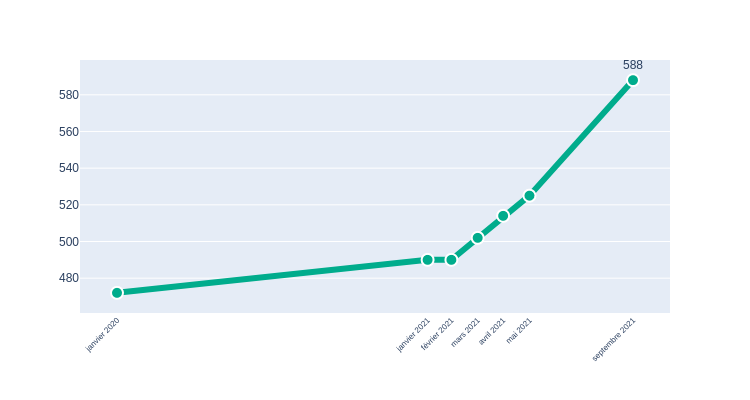 588
580
560
540
520
500
480
janvier 2020
janvier 2021
février 2021
mars 2021
avril 2021
mai 2021
septembre 2021